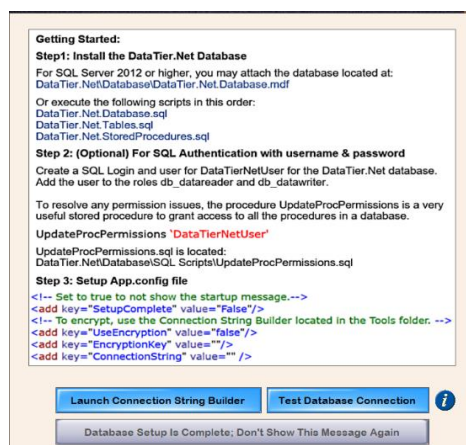 Getting Started:
Step1: Install the DataTier.Net Database
For SQL Server 2012 or higher, you may attach the database located at:
DataTier.Net\Database\DataTier.Net.Database.mdf
Or execute the following scripts in this order:
DataTier.Net.Database.sql
DataTier.Net.Tables.sql
DataTier.Net.StoredProcedures.sql
Step 2: (Optional) For SQL Authentication with username & password
Create a SQL Login and user for DataTierNetUser for the DataTier.Net database.
Add the user to the roles db_datareader and db_datawriter.
To resolve any permission issues, the procedure UpdateProcPermissions is a very
useful stored procedure to grant access to all the procedures in a database.
UpdateProcPermissions 'DataTierNetUser'
UpdateProcPermissions.sql is located:
DataTier.Net\Database\SQL Scripts\UpdateProcPermissions.sql
Step 3: Setup App.config file
<!-- Set to true to not show the startup message.-->
<add key="SetupComplete" value="False"/>
<!-- To encrypt, use the Connection String Builder located in the Tools folder. -->
<add key="UseEncryption" value="false"/>
<add key="EncryptionKey" value=""/>
<add key="ConnectionString" value="" />
Launch Connection String Builder Test Database Connection i
Database Setup Is Complete; Don't Show This Message Again